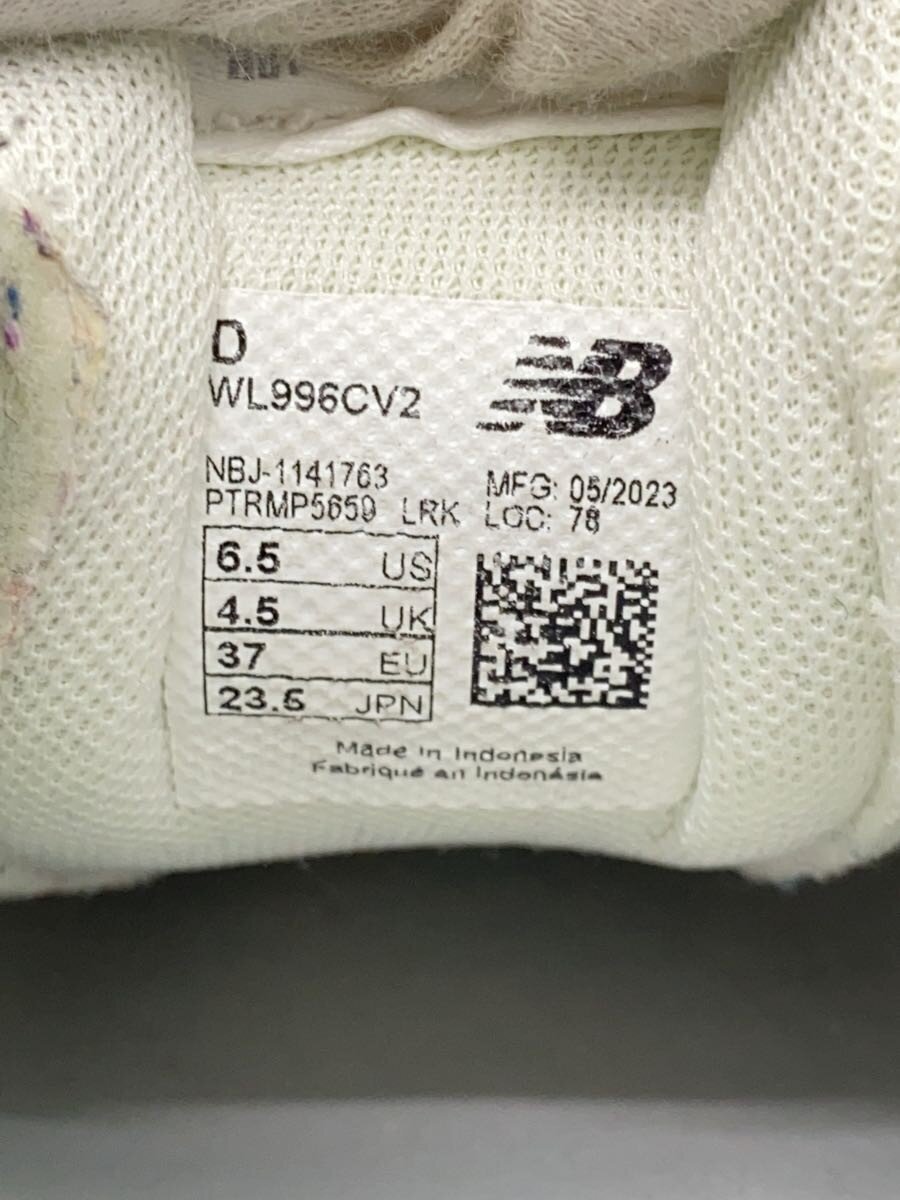 D
WL996CV2
NB
NBJ-1141763
PTRMP5659 LRK
MFG: 05/2023
LOC: 78
6.5 US
4.5 UK
37 EU
23.5 JPN
Made in Indonesia
Fabriqué en Indonésie